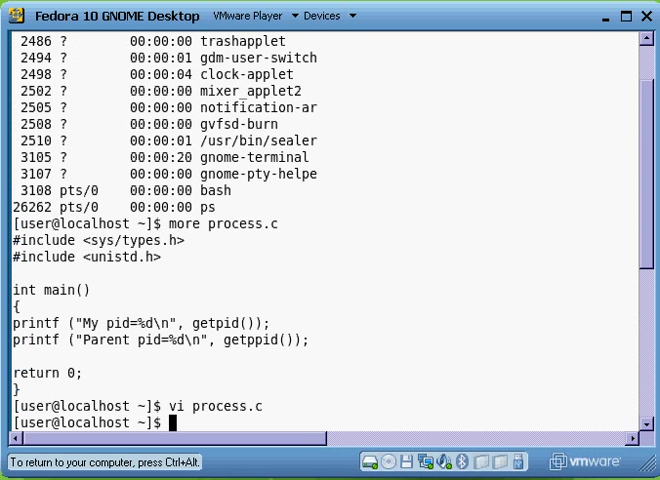 Fedora 10 GNOME Desktop VMware Player Devices
2486 ? 00:00:00 trashapplet
2494 ? 00:00:01 gdm-user-switch
2498 ? 00:00:04 clock-applet
2502 ? 00:00:00 mixer_applet2
2505 ? 00:00:00 notification-ar
2508 ? 00:00:00 gvfsd-burn
2510 ? 00:00:01 /usr/bin/sealer
3105 ? 00:00:20 gnome-terminal
3107 ? 00:00:00 gnome-pty-helpe
3108 pts/0 00:00:00 bash
26262 pts/0 00:00:00 ps
[user@localhost ~]$ more process.c
#include <sys/types.h>
#include <unistd.h>
int main()
{
printf ("My pid=%d\n", getpid());
printf ("Parent pid=%d\n", getppid());
return 0;
}
[user@localhost ~]$ vi process.c
[user@localhost ~]$
To return to your computer, press Ctrl+Alt.
vmware